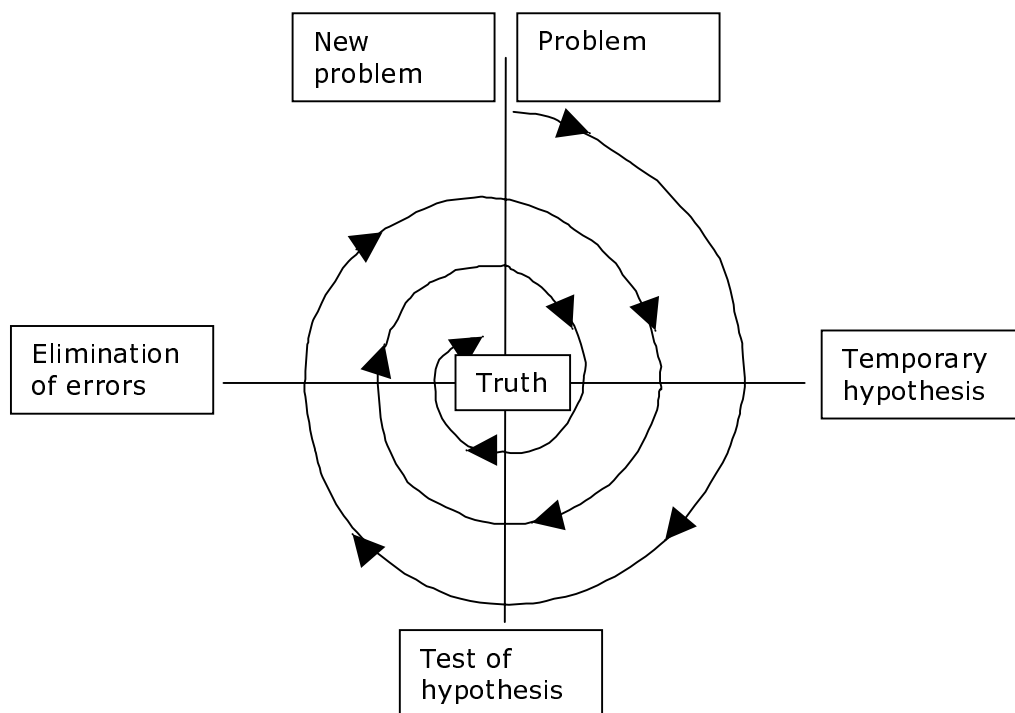 New
problem
Problem
Elimination
of errors
Truth
Temporary
hypothesis
Test of
hypothesis